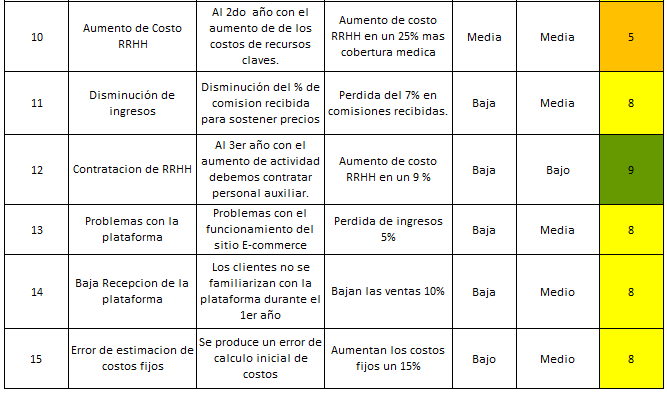 10
Aumento de Costo
RRHH
Al 2do  año con el
aumento de de los
costos de recursos
claves.
Aumento de costo
RRHH en un 25% mas
cobertura medica
Media
Media
5
11
Disminución de
ingresos
Disminución del % de
comision recibida
para sostener precios
Perdida del 7% en
comisiones recibidas.
Baja
Media
8
12
Contratacion de RRHH
Al 3er año con el
aumento de actividad
debemos contratar
personal auxiliar.
Aumento de costo
RRHH en un 9 %
Baja
Bajo
9
13
Problemas con la
plataforma
Problemas con el
funcionamiento del
sitio E-commerce
Perdida de ingresos
5%
Baja
Media
8
14
Baja Recepcion de la
plataforma
Los clientes no se
familiarizan con la
plataforma durante el
1er año
Bajan las ventas 10%
Baja
Medio
8
15
Error de estimacion de
costos fijos
Se produce un error de
calculo inicial de
costos
Aumentan los costos
fijos un 15%
Bajo
Medio
8